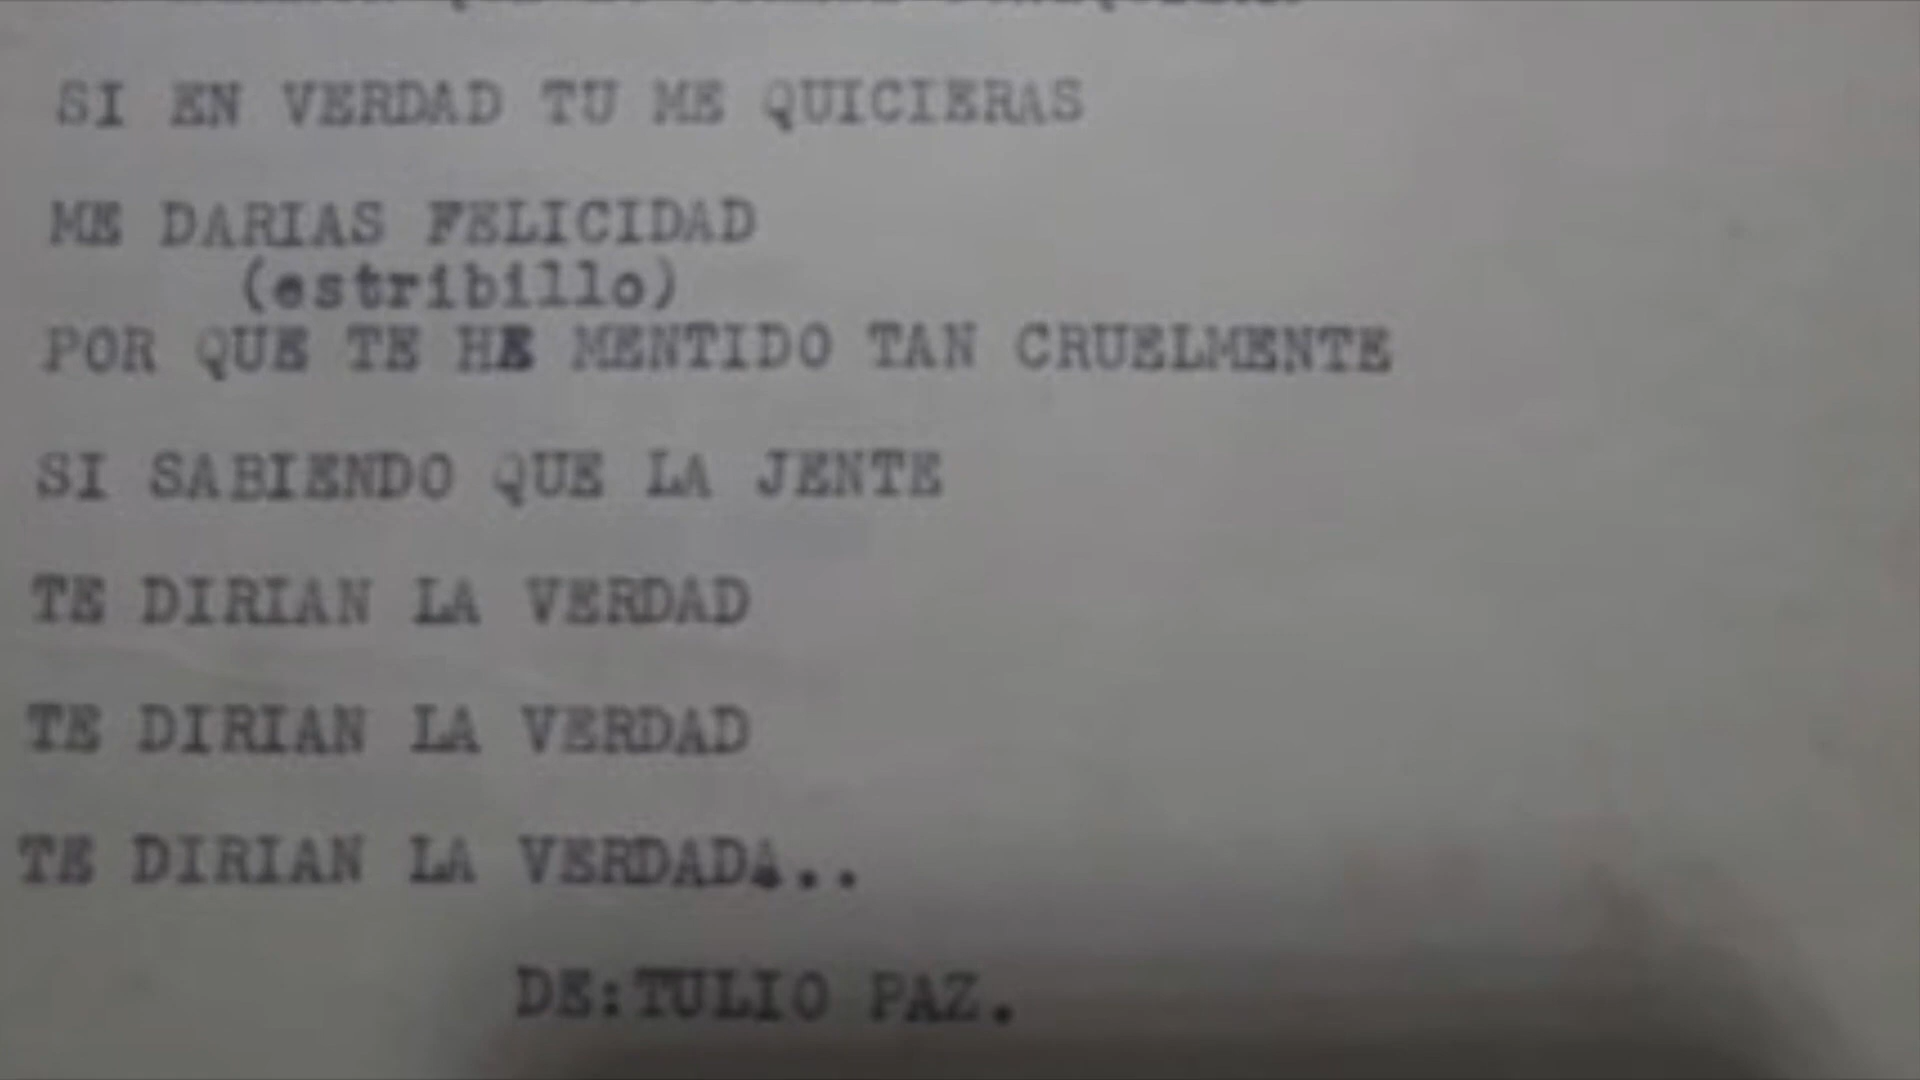 SI EN VERDAD TU ME QUICIERAS
ME DARIAS FELICIDAD
(estribillo)
POR QUE TE HE MENTIDO TAN CRUELMENTE
SI SABIENDO QUE LA JENTE
TE DIRIAN LA VERDAD
TE DIRIAN LA VERDAD
TE DIRIAN LA VERDAD...
DE:TULIO PAZ.